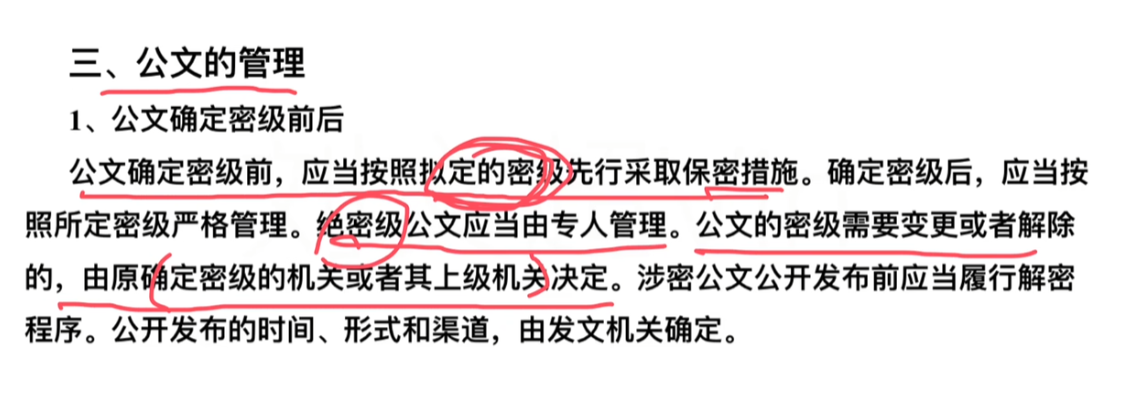 三、公文的管理
1、公文确定密级前后
公文确定密级前，应当按照拟定的密级先行采取保密措施。确定密级后，应当按
照所定密级严格管理。绝密级公文应当由专人管理。公文的密级需要变更或者解除
的，由原确定密级的机关或者其上级机关决定。涉密公文公开发布前应当履行解密
程序。公开发布的时间、形式和渠道，由发文机关确定。